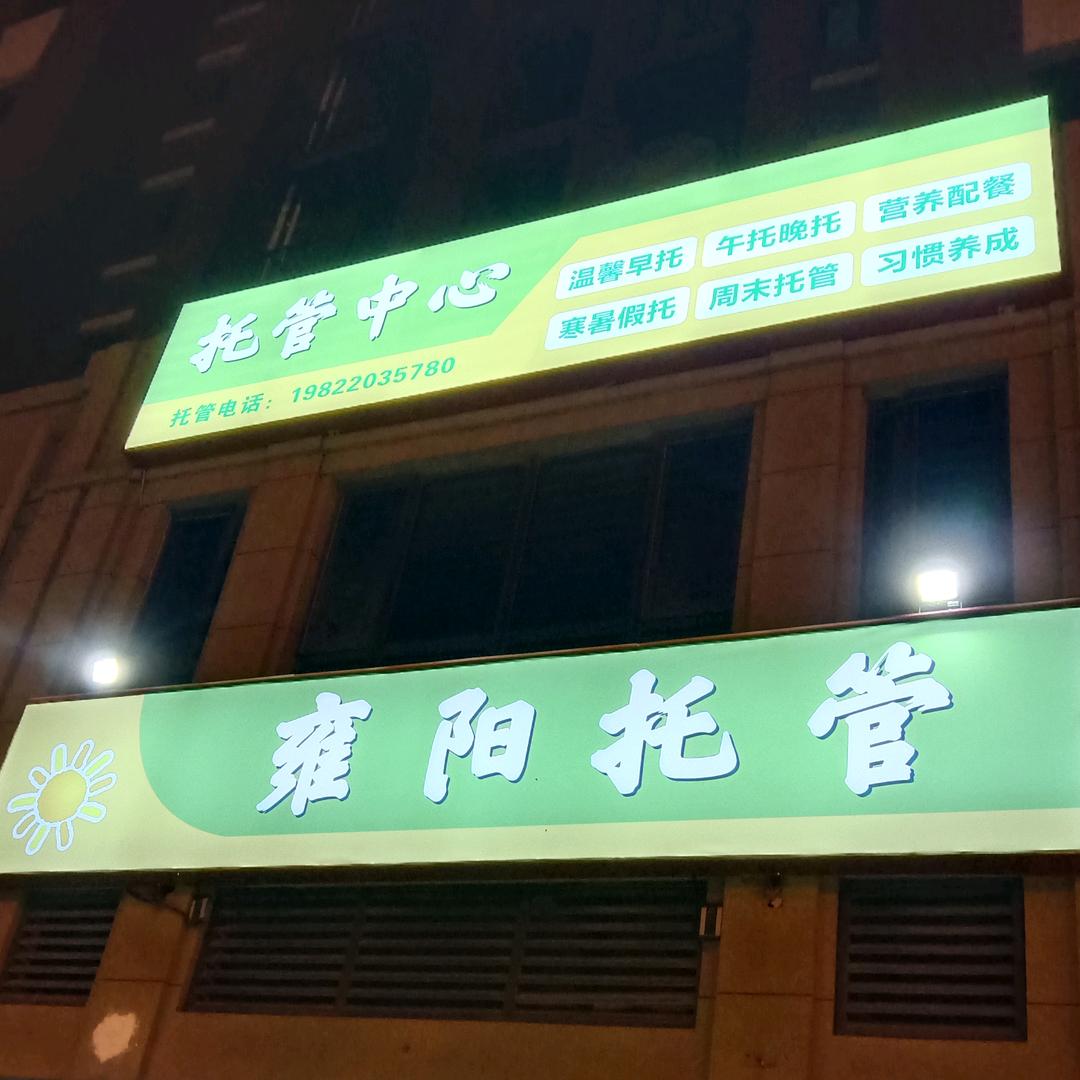 托管中心
托管电话：19822035780
温馨早托 午托晚托 营养配餐
寒暑假托 周末托管 习惯养成
雍阳托管